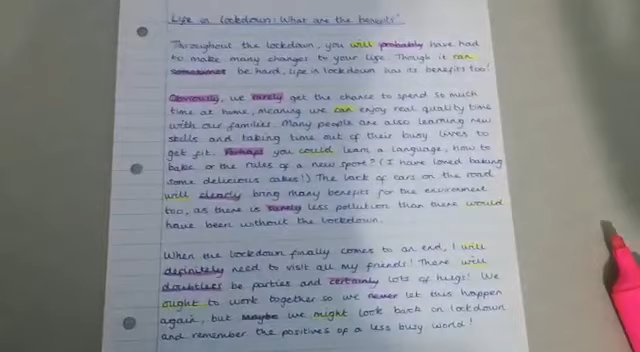 Life in lockdown: What are the benefits?
Throughout the lockdown, you will probably have had
to make many changes to your life. Though it can
sometimes be hard, life in lockdown has its benefits too!
Obviously, we rarely get the chance to spend so much
time at home, meaning we can enjoy real quality time
with our families. Many people are also learning new
skills and taking time out of their busy lives to
get fit. Perhaps you could learn a language, how to
bake or the rules of a new sport? (I have loved baking
some delicious cakes!) The lack of cars on the road
will clearly bring many benefits for the environment
too, as there is less pollution than there would
have been without the lockdown.
When the lockdown finally comes to an end, I will
definitely need to visit all my friends! There will
doubtless be parties and certainly lots of hugs! We
ought to work together so we never let this happen
again, but maybe we might look back on lockdown
and remember the positives of a less busy world!